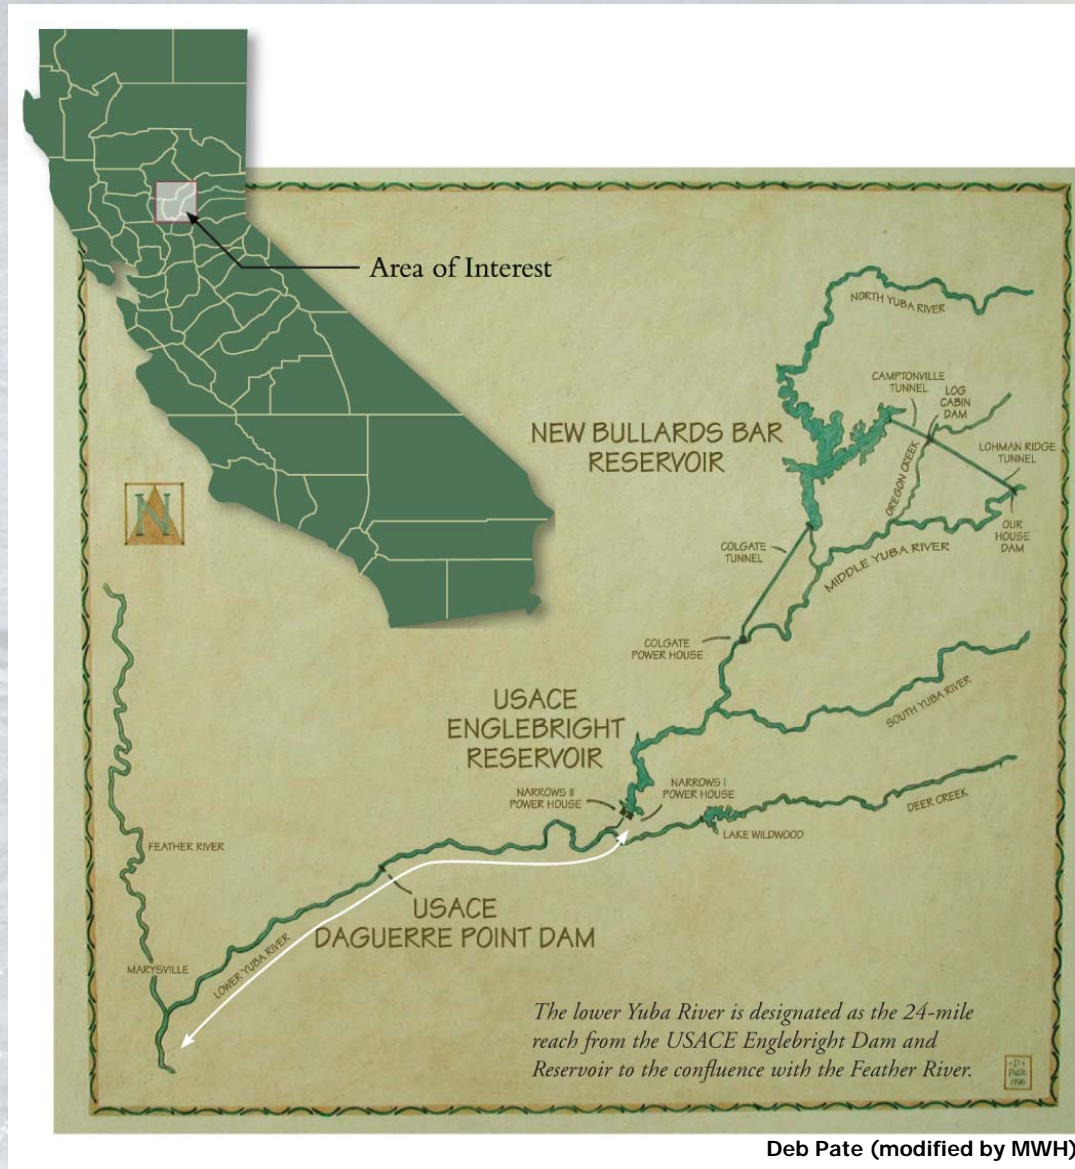 Area of Interest
NORTH YUBA RIVER
CAMPTONVILLE
TUNNEL
LOG
CABIN
DAM
NEW BULLARDS BAR
RESERVOIR
OREGON CREEK
LOHMAN RIDGE
TUNNEL
N
OUR
HOUSE
DAM
COLGATE
TUNNEL
MIDDLE YUBA RIVER
COLGATE
POWER HOUSE
SOUTH YUBA RIVER
USACE
ENGLEBRIGHT
RESERVOIR
NARROWS II
POWER HOUSE
NARROWS I
POWER HOUSE
DEER CREEK
LAKE WILDWOOD
FEATHER RIVER
USACE
DAGUERRE POINT DAM
MARYSVILLE
LOWER YUBA RIVER
The lower Yuba River is designated as the 24-mile
reach from the USACE Englebright Dam and
Reservoir to the confluence with the Feather River.
Deb Pate (modified by MWH)